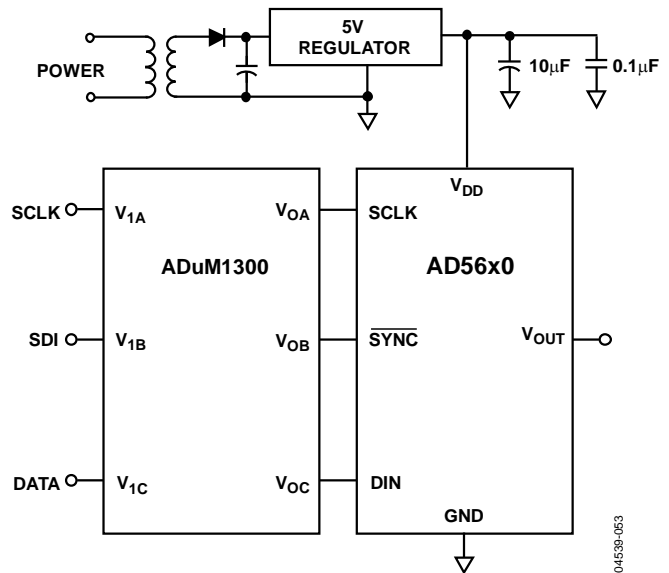 5V
REGULATOR
POWER
10μF
0.1μF
VDD
SCLK
V1A
VOA
SCLK
ADuM1300
AD56x0
SDI
V1B
VOB
SYNC
VOUT
DATA
V1C
VOC
DIN
GND
04539-053